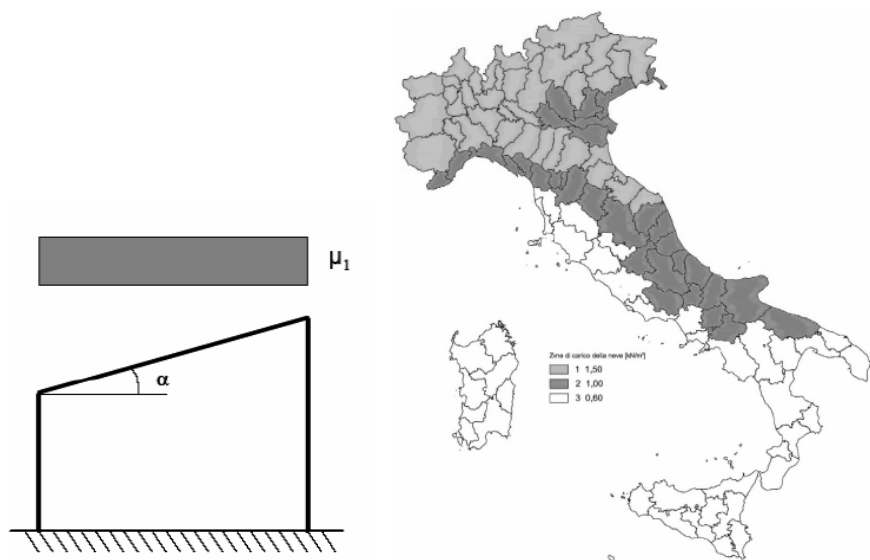 μ1
α
Zone di carico della neve [kN/m²]
1 1,50
2 1,00
3 0,60